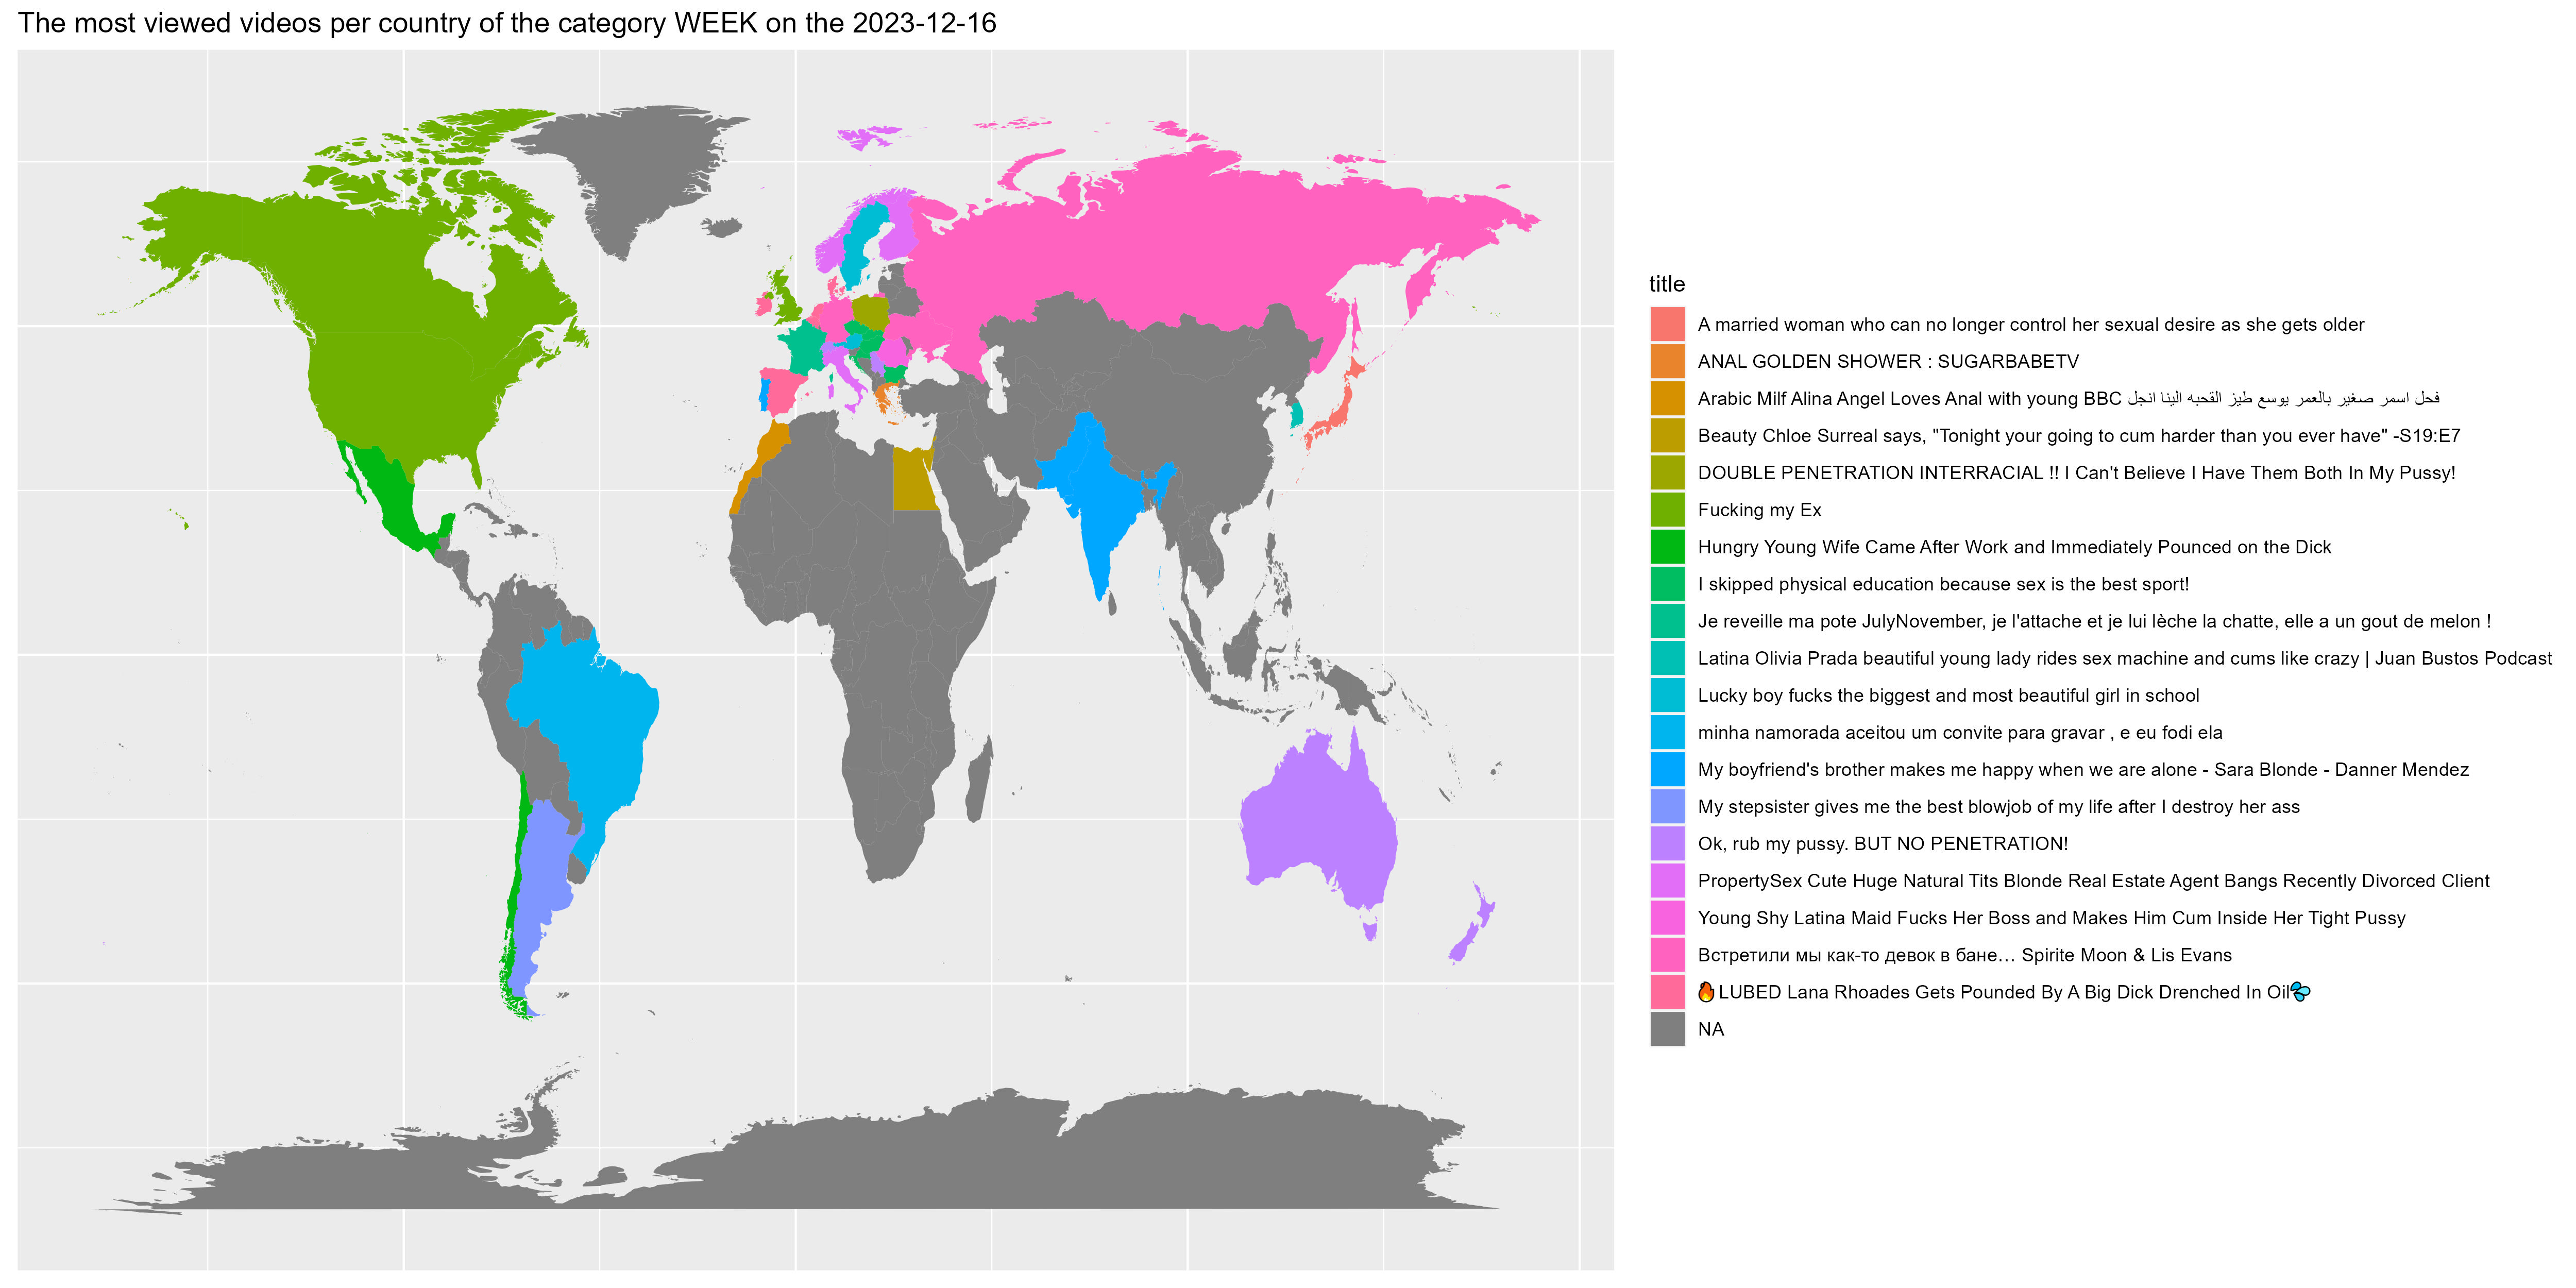 The most viewed videos per country of the category WEEK on the 2023-12-16
title
A married woman who can no longer control her sexual desire as she gets older
ANAL GOLDEN SHOWER : SUGARBABETV
Arabic Milf Alina Angel Loves Anal with young BBC فحل اسمر صغير بالعمر يوسع طيز القحبه الينا انجل
Beauty Chloe Surreal says, "Tonight your going to cum harder than you ever have" -S19:E7
DOUBLE PENETRATION INTERRACIAL !! I Can't Believe I Have Them Both In My Pussy!
Fucking my Ex
Hungry Young Wife Came After Work and Immediately Pounced on the Dick
I skipped physical education because sex is the best sport!
Je reveille ma pote JulyNovember, je l'attache et je lui lèche la chatte, elle a un gout de melon !
Latina Olivia Prada beautiful young lady rides sex machine and cums like crazy | Juan Bustos Podcast
Lucky boy fucks the biggest and most beautiful girl in school
minha namorada aceitou um convite para gravar , e eu fodi ela
My boyfriend's brother makes me happy when we are alone - Sara Blonde - Danner Mendez
My stepsister gives me the best blowjob of my life after I destroy her ass
Ok, rub my pussy. BUT NO PENETRATION!
PropertySex Cute Huge Natural Tits Blonde Real Estate Agent Bangs Recently Divorced Client
Young Shy Latina Maid Fucks Her Boss and Makes Him Cum Inside Her Tight Pussy
Встретили мы как-то девок в бане… Spirite Moon & Lis Evans
🔥LUBED Lana Rhoades Gets Pounded By A Big Dick Drenched In Oil💦
NA